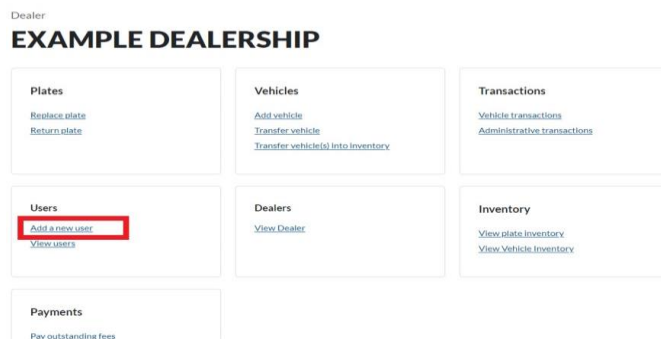 Dealer
EXAMPLE DEALERSHIP
Plates
Replace plate
Return plate
Vehicles
Add vehicle
Transfer vehicle
Transfer vehicle(s) into inventory
Transactions
Vehicle transactions
Administrative transactions
Users
Add a new user
View users
Dealers
View Dealer
Inventory
View plate inventory
View Vehicle Inventory
Payments
Pay outstanding fees